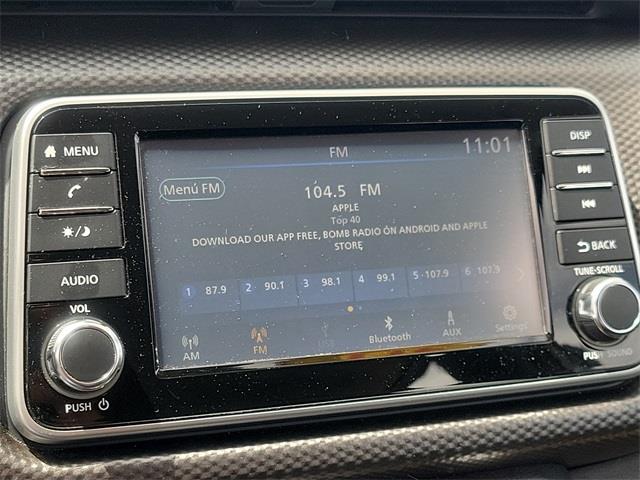 MENU
AUDIO
VOL
PUSH
FM
11:01
Menú FM
104.5 FM
APPLE
Top 40
DOWNLOAD OUR APP FREE, BOMB RADIO ON ANDROID AND APPLE
STORE
1 87.9 2 90.1 3 98.1 4 99.1 5 107.9 6 107.9
AM FM USB Bluetooth AUX Settings
DISP
BACK
TUNE-SCROLL
PUSH SOUND